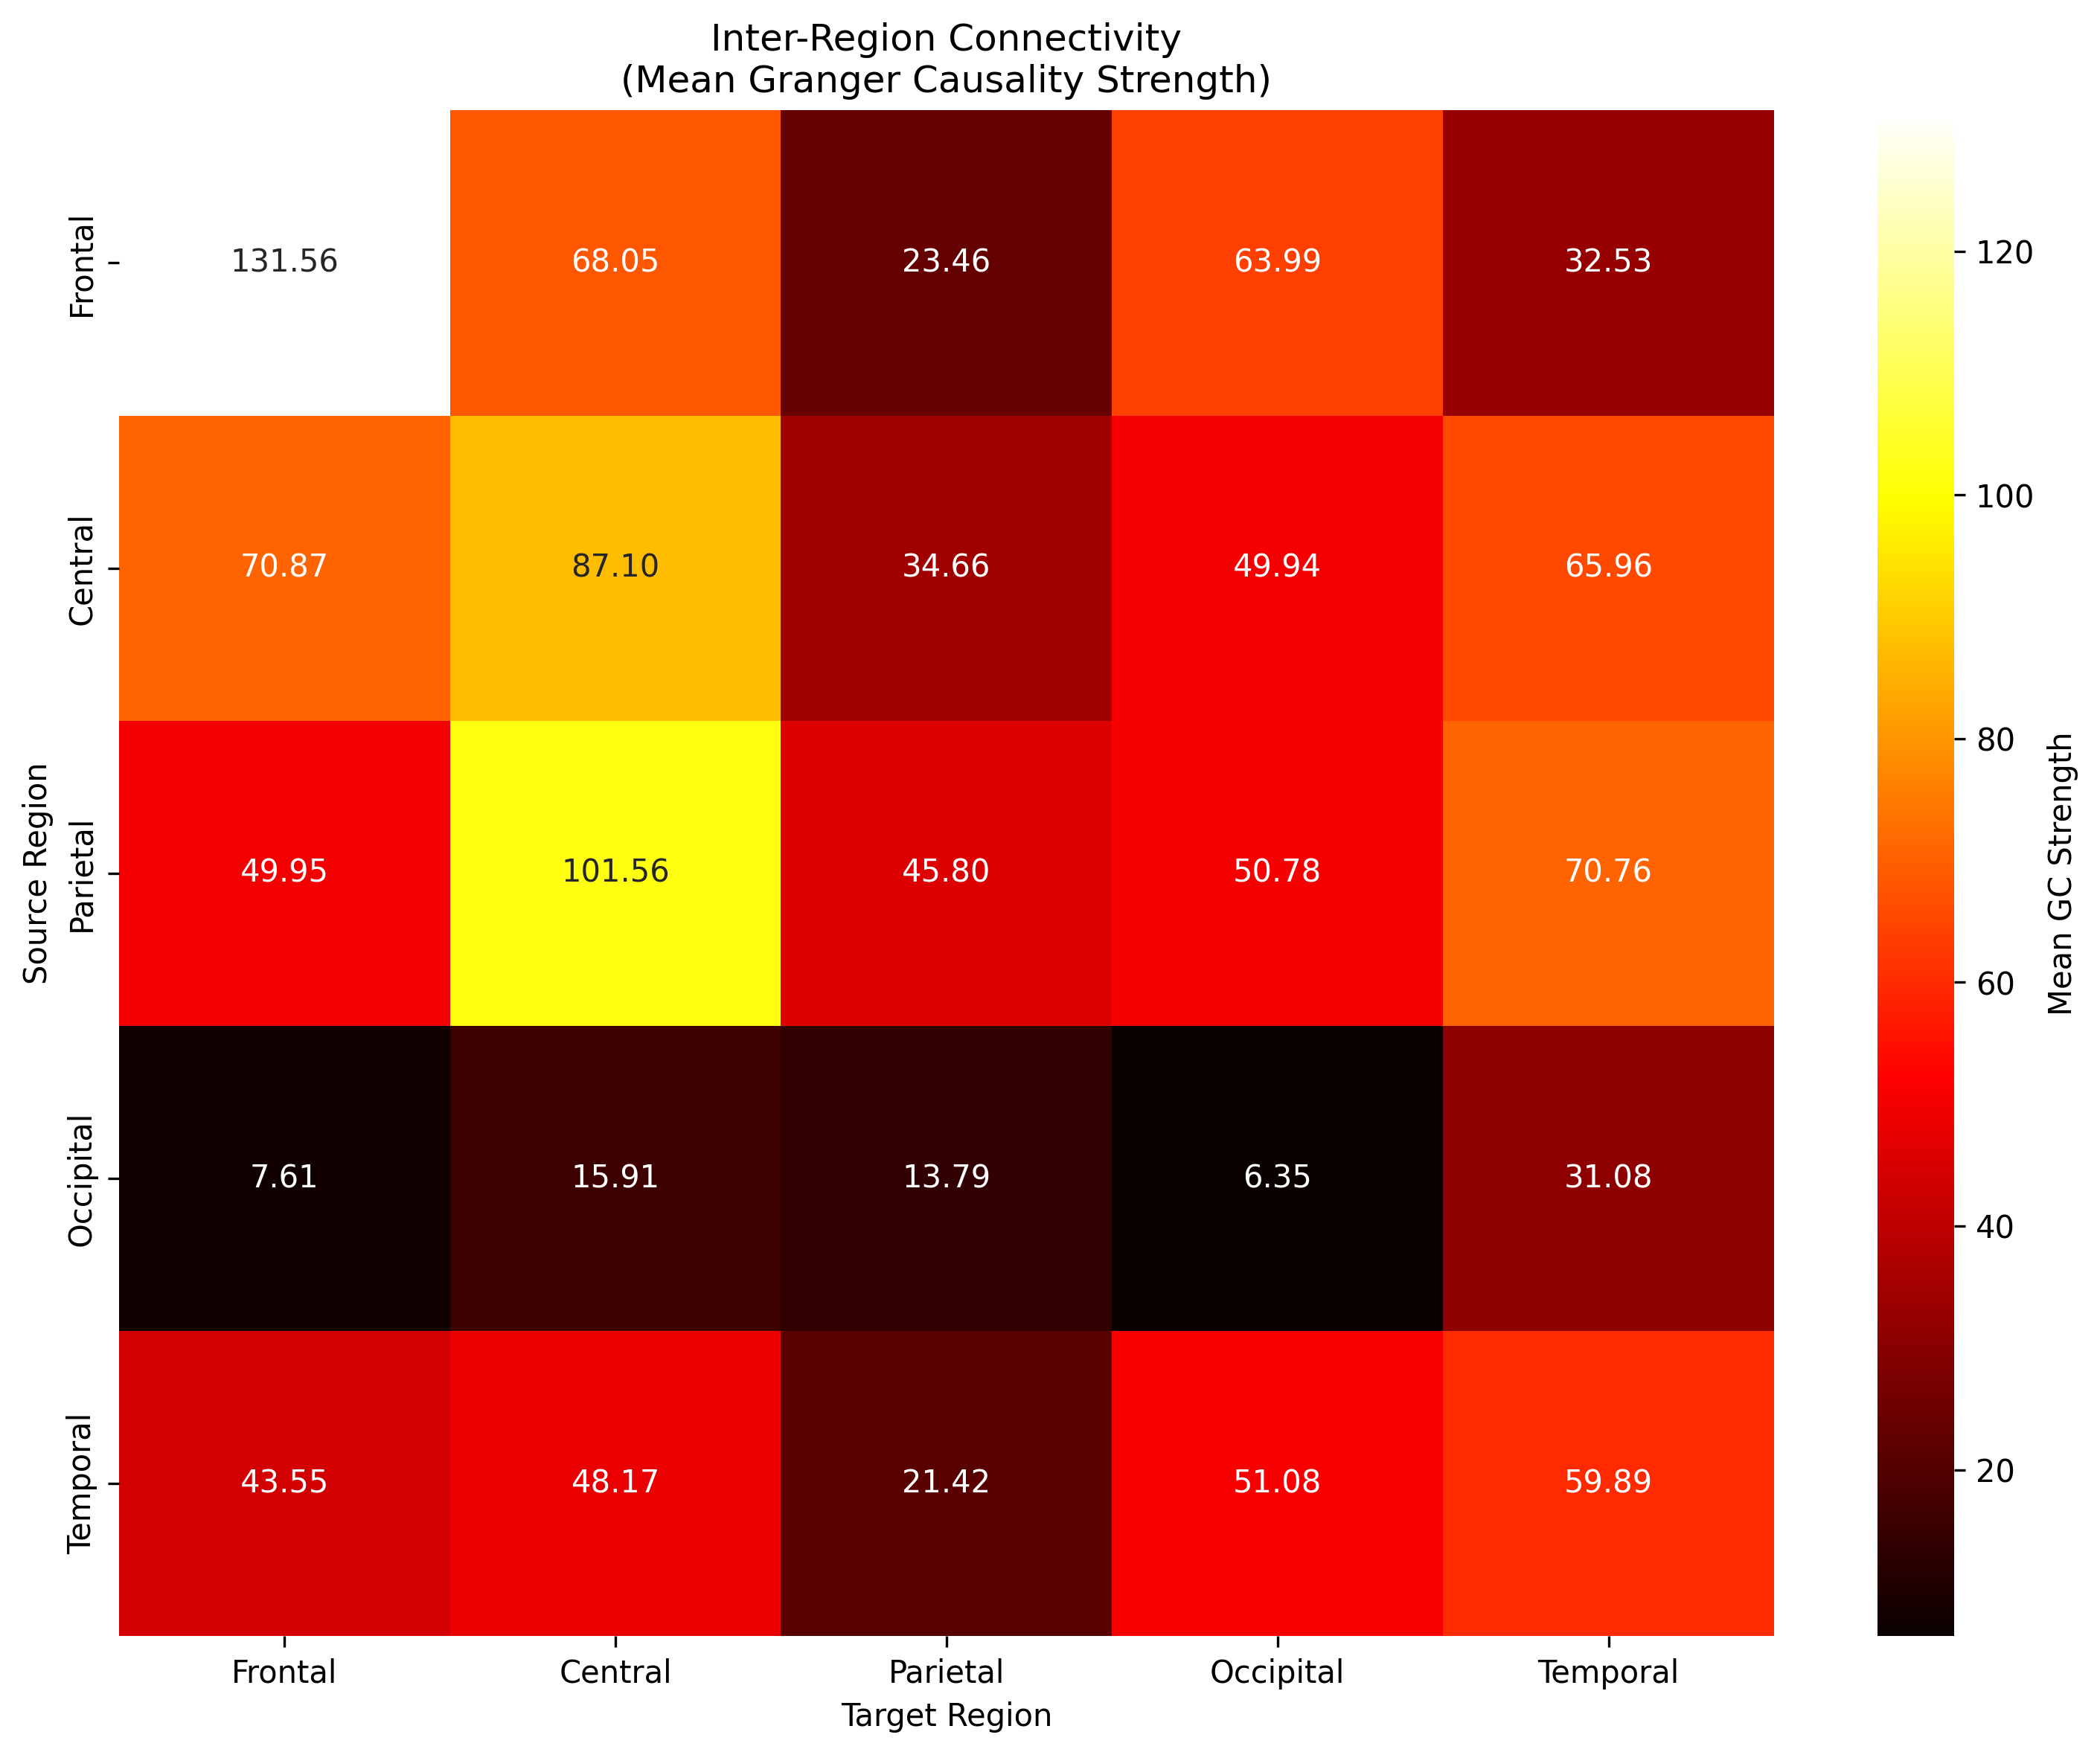 Inter-Region Connectivity
(Mean Granger Causality Strength)
Source Region
Frontal
131.56 68.05 23.46 63.99 32.53
Central
70.87 87.10 34.66 49.94 65.96
Parietal
49.95 101.56 45.80 50.78 70.76
Occipital
7.61 15.91 13.79 6.35 31.08
Temporal
43.55 48.17 21.42 51.08 59.89
Frontal Central Parietal Occipital Temporal
Target Region
120
100
80
60
40
20
Mean GC Strength